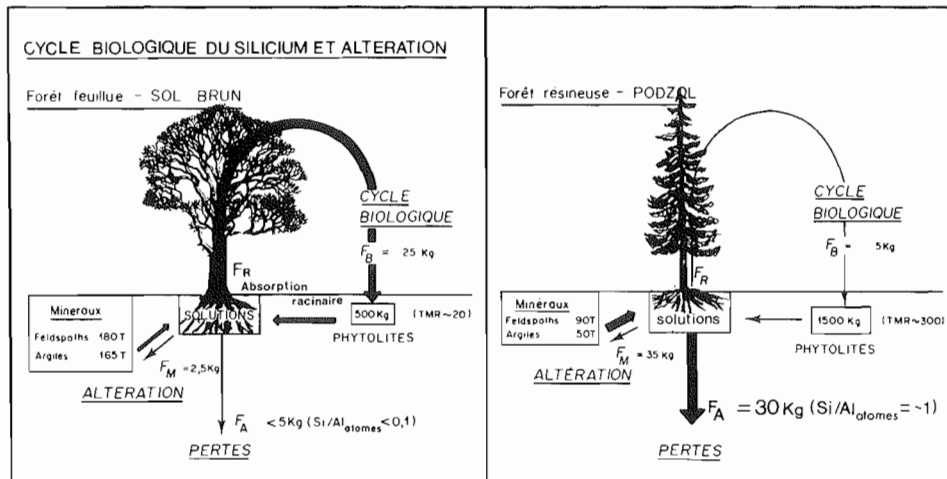 CYCLE BIOLOGIQUE DU SILICIUM ET ALTERATION
Forêt feuillue - SOL BRUN
CYCLE
BIOLOGIQUE
F_B = 25 Kg
F_R
Absorption
racinaire
Mineraux
Feldspaths 180T
Argiles 165T
SOLUTIONS
500Kg
(TMR~20)
PHYTOLITES
F_M = 2,5Kg
ALTERATION
F_A < 5Kg (Si/Al atomes < 0,1)
PERTES
Forêt résineuse - PODZOL
CYCLE
BIOLOGIQUE
F_B = 5Kg
F_R
Minéraux
Feldspaths 90T
Argiles 50T
solutions
1500 Kg
(TMR~300)
PHYTOLITES
F_M = 35 Kg
ALTÉRATION
F_A = 30 Kg (Si/Al atomes = ~1)
PERTES